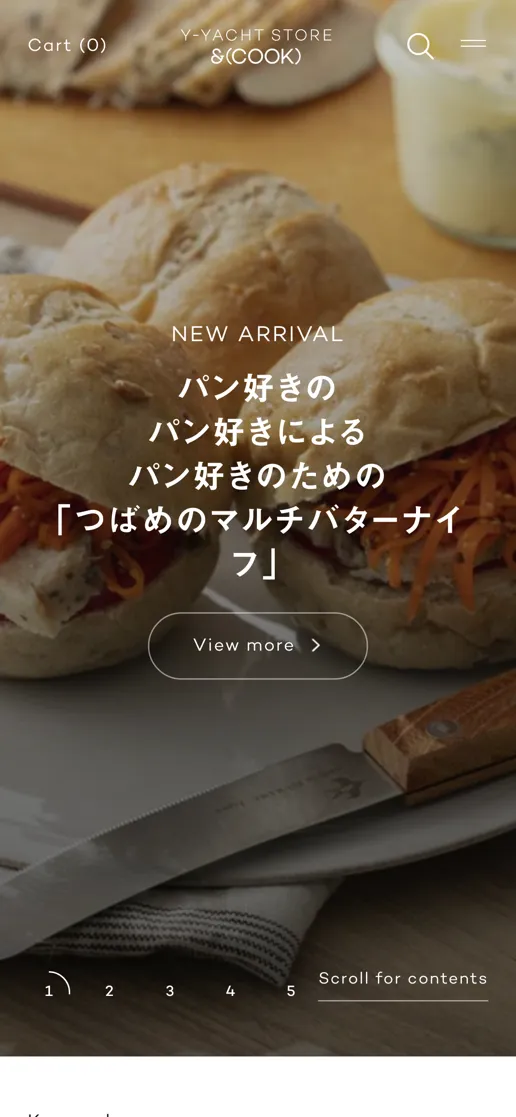 Cart (0)
Y-YACHT STORE
&(COOK)
NEW ARRIVAL
パン好きの
パン好きによる
パン好きのための
「つばめのマルチバターナイ
フ」
View more
1 2 3 4 5
Scroll for contents